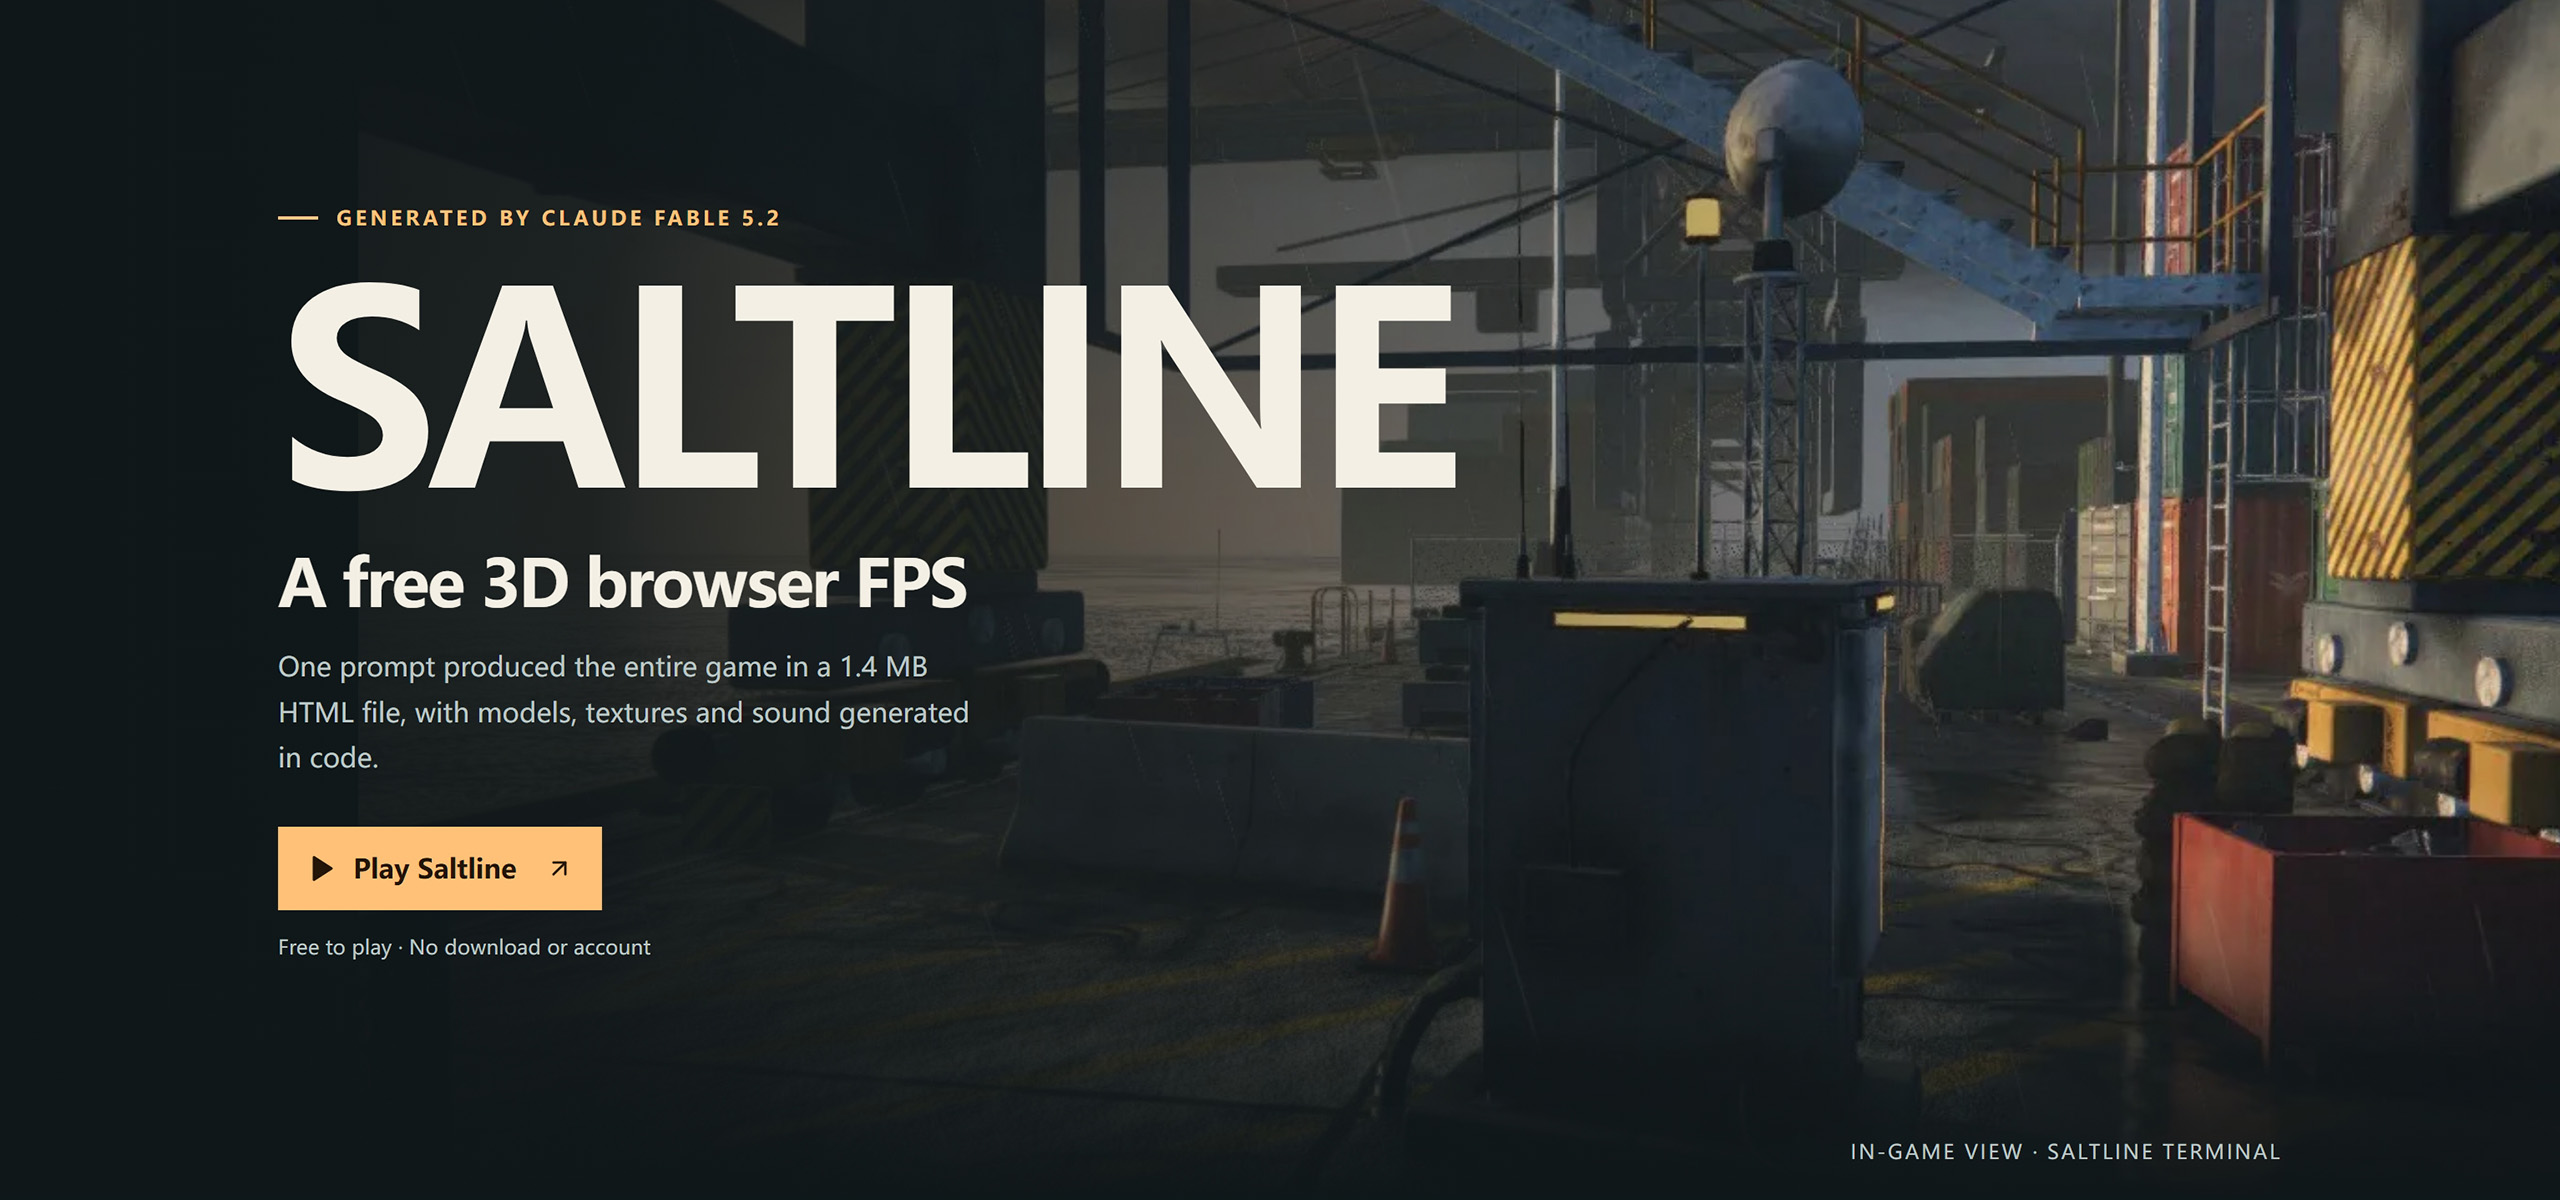 GENERATED BY CLAUDE FABLE 5.2
SALTLINE
A free 3D browser FPS
One prompt produced the entire game in a 1.4 MB
HTML file, with models, textures and sound generated
in code.
Play Saltline
Free to play · No download or account
IN-GAME VIEW · SALTLINE TERMINAL